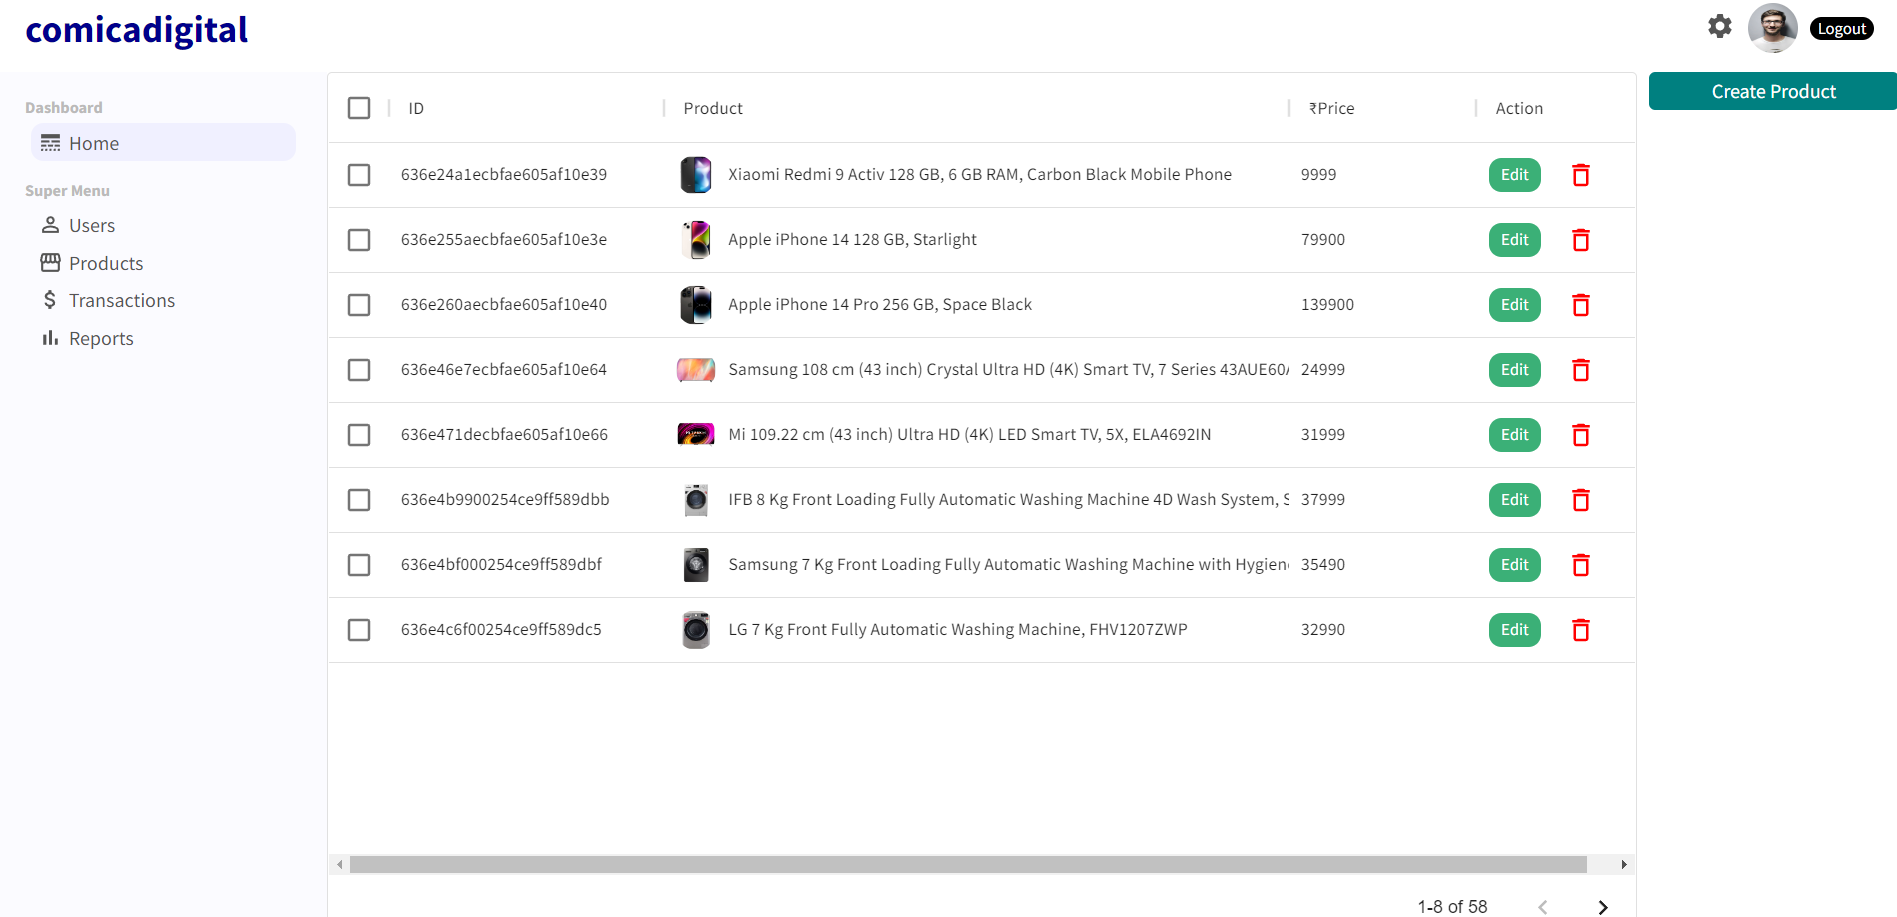 comicadigital
Logout
Dashboard
Home
Super Menu
Users
Products
Transactions
Reports
ID Product ₹Price Action
636e24a1ecbfae605af10e39 Xiaomi Redmi 9 Activ 128 GB, 6 GB RAM, Carbon Black Mobile Phone 9999 Edit
636e255aecbfae605af10e3e Apple iPhone 14 128 GB, Starlight 79900 Edit
636e260aecbfae605af10e40 Apple iPhone 14 Pro 256 GB, Space Black 139900 Edit
636e46e7ecbfae605af10e64 Samsung 108 cm (43 inch) Crystal Ultra HD (4K) Smart TV, 7 Series 43AUE60A 24999 Edit
636e471decbfae605af10e66 Mi 109.22 cm (43 inch) Ultra HD (4K) LED Smart TV, 5X, ELA4692IN 31999 Edit
636e4b9900254ce9ff589dbb IFB 8 Kg Front Loading Fully Automatic Washing Machine 4D Wash System, S 37999 Edit
636e4bf000254ce9ff589dbf Samsung 7 Kg Front Loading Fully Automatic Washing Machine with Hygien 35490 Edit
636e4c6f00254ce9ff589dc5 LG 7 Kg Front Fully Automatic Washing Machine, FHV1207ZWP 32990 Edit
1-8 of 58
Create Product